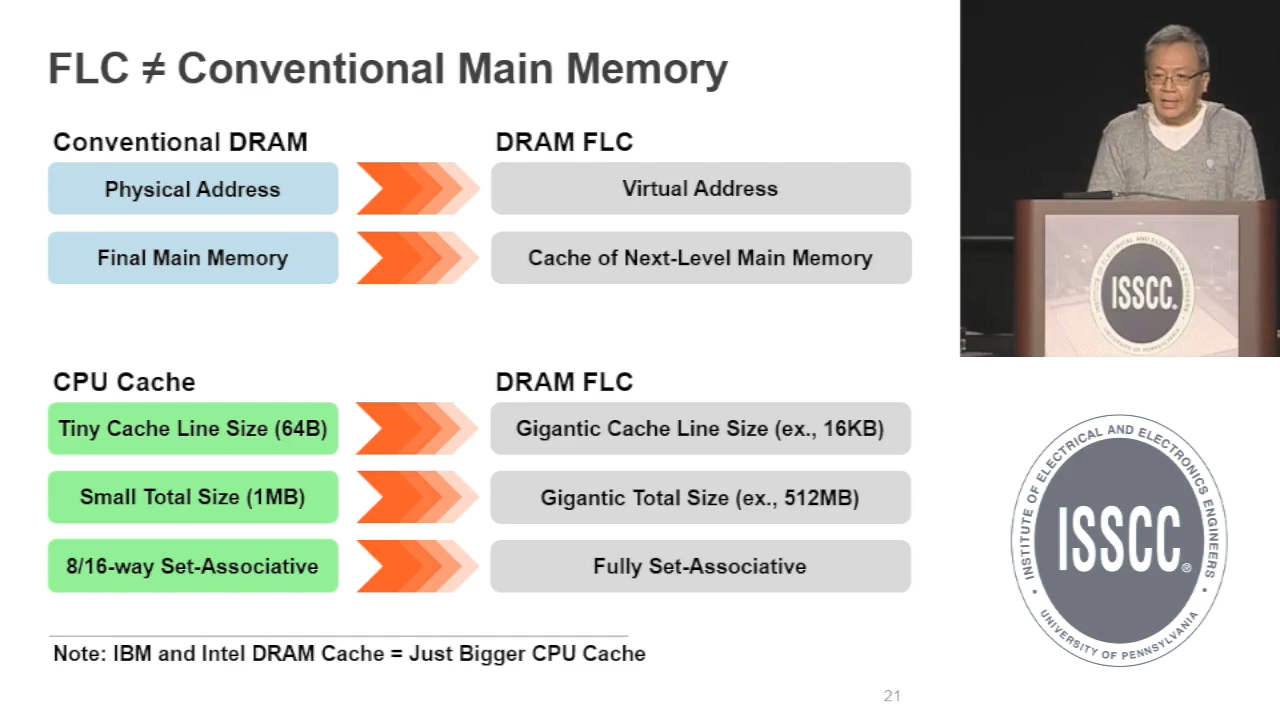 FLC ≠ Conventional Main Memory
Conventional DRAM
DRAM FLC
Physical Address
Virtual Address
Final Main Memory
Cache of Next-Level Main Memory
CPU Cache
DRAM FLC
Tiny Cache Line Size (64B)
Gigantic Cache Line Size (ex., 16KB)
Small Total Size (1MB)
Gigantic Total Size (ex., 512MB)
8/16-way Set-Associative
Fully Set-Associative
Note: IBM and Intel DRAM Cache = Just Bigger CPU Cache
21
INSTITUTE OF ELECTRICAL AND ELECTRONICS ENGINEERS
ISSCC®
UNIVERSITY OF PENNSYLVANIA
ISSCC.
UNIVERSITY OF PENNSYLVANIA